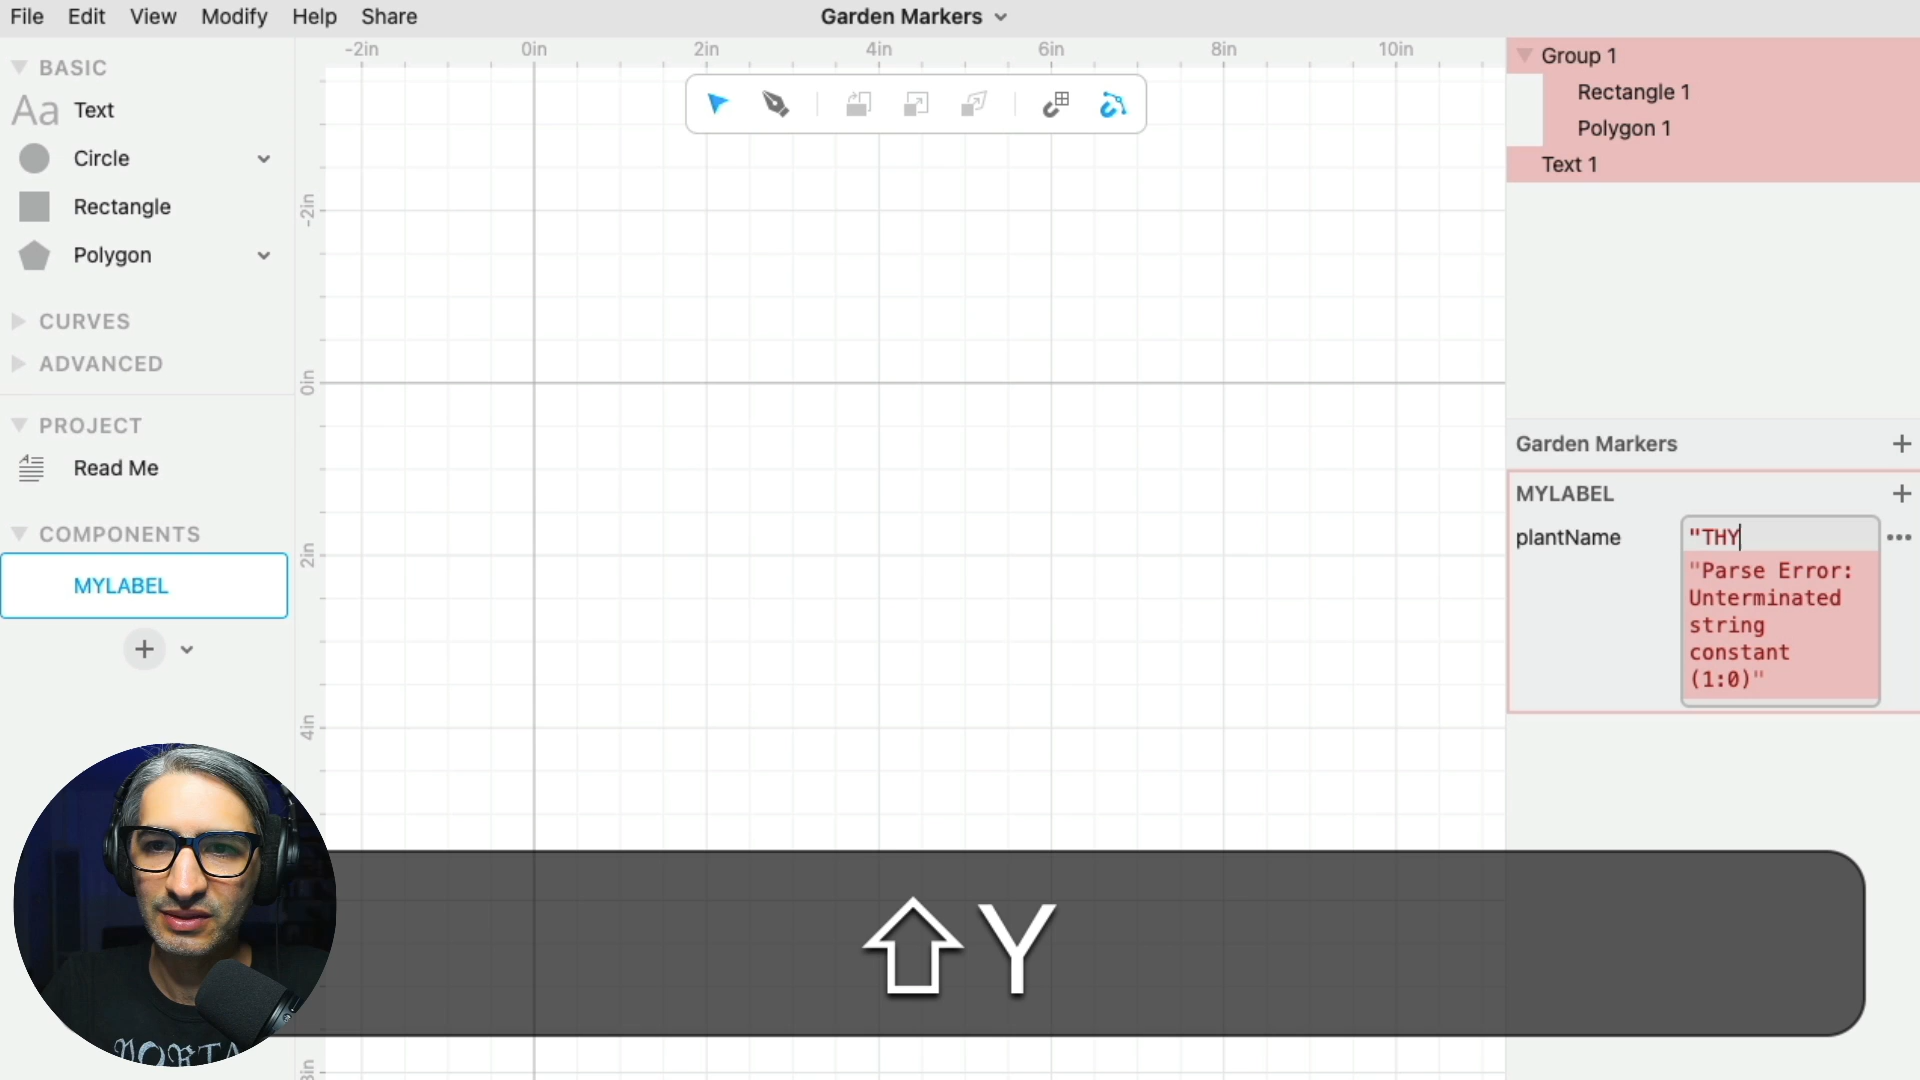 File Edit View Modify Help Share
Garden Markers
BASIC
Aa Text
Circle
Rectangle
Polygon
CURVES
ADVANCED
PROJECT
Read Me
COMPONENTS
MYLABEL
+
-2in 0in 2in 4in 6in 8in 10in
-2in
0in
2in
4in
Group 1
Rectangle 1
Polygon 1
Text 1
Garden Markers +
MYLABEL +
plantName "THY
"Parse Error:
Unterminated
string
constant
(1:0)"
⇧Y